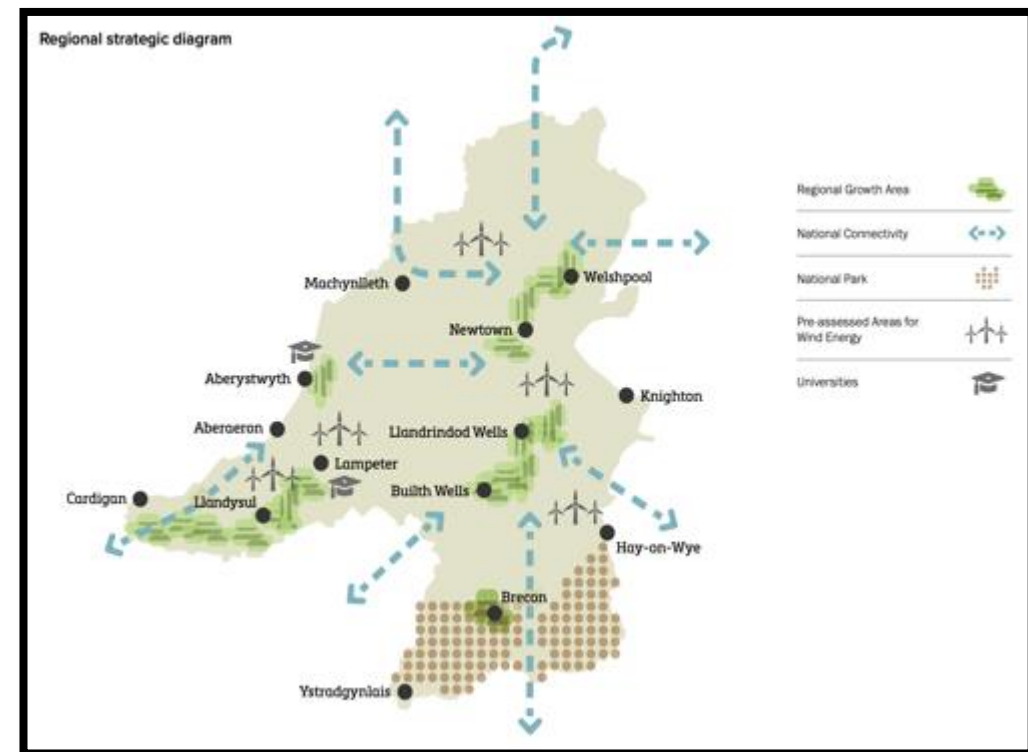 Regional strategic diagram
Regional Growth Area
National Connectivity
National Park
Pre-assessed Areas for
Wind Energy
Universities
Machynlleth
Welshpool
Newtown
Aberystwyth
Knighton
Aberaeron
Llandrindod Wells
Lampeter
Cardigan
Llandysul
Builth Wells
Hay-on-Wye
Brecon
Ystradgynlais